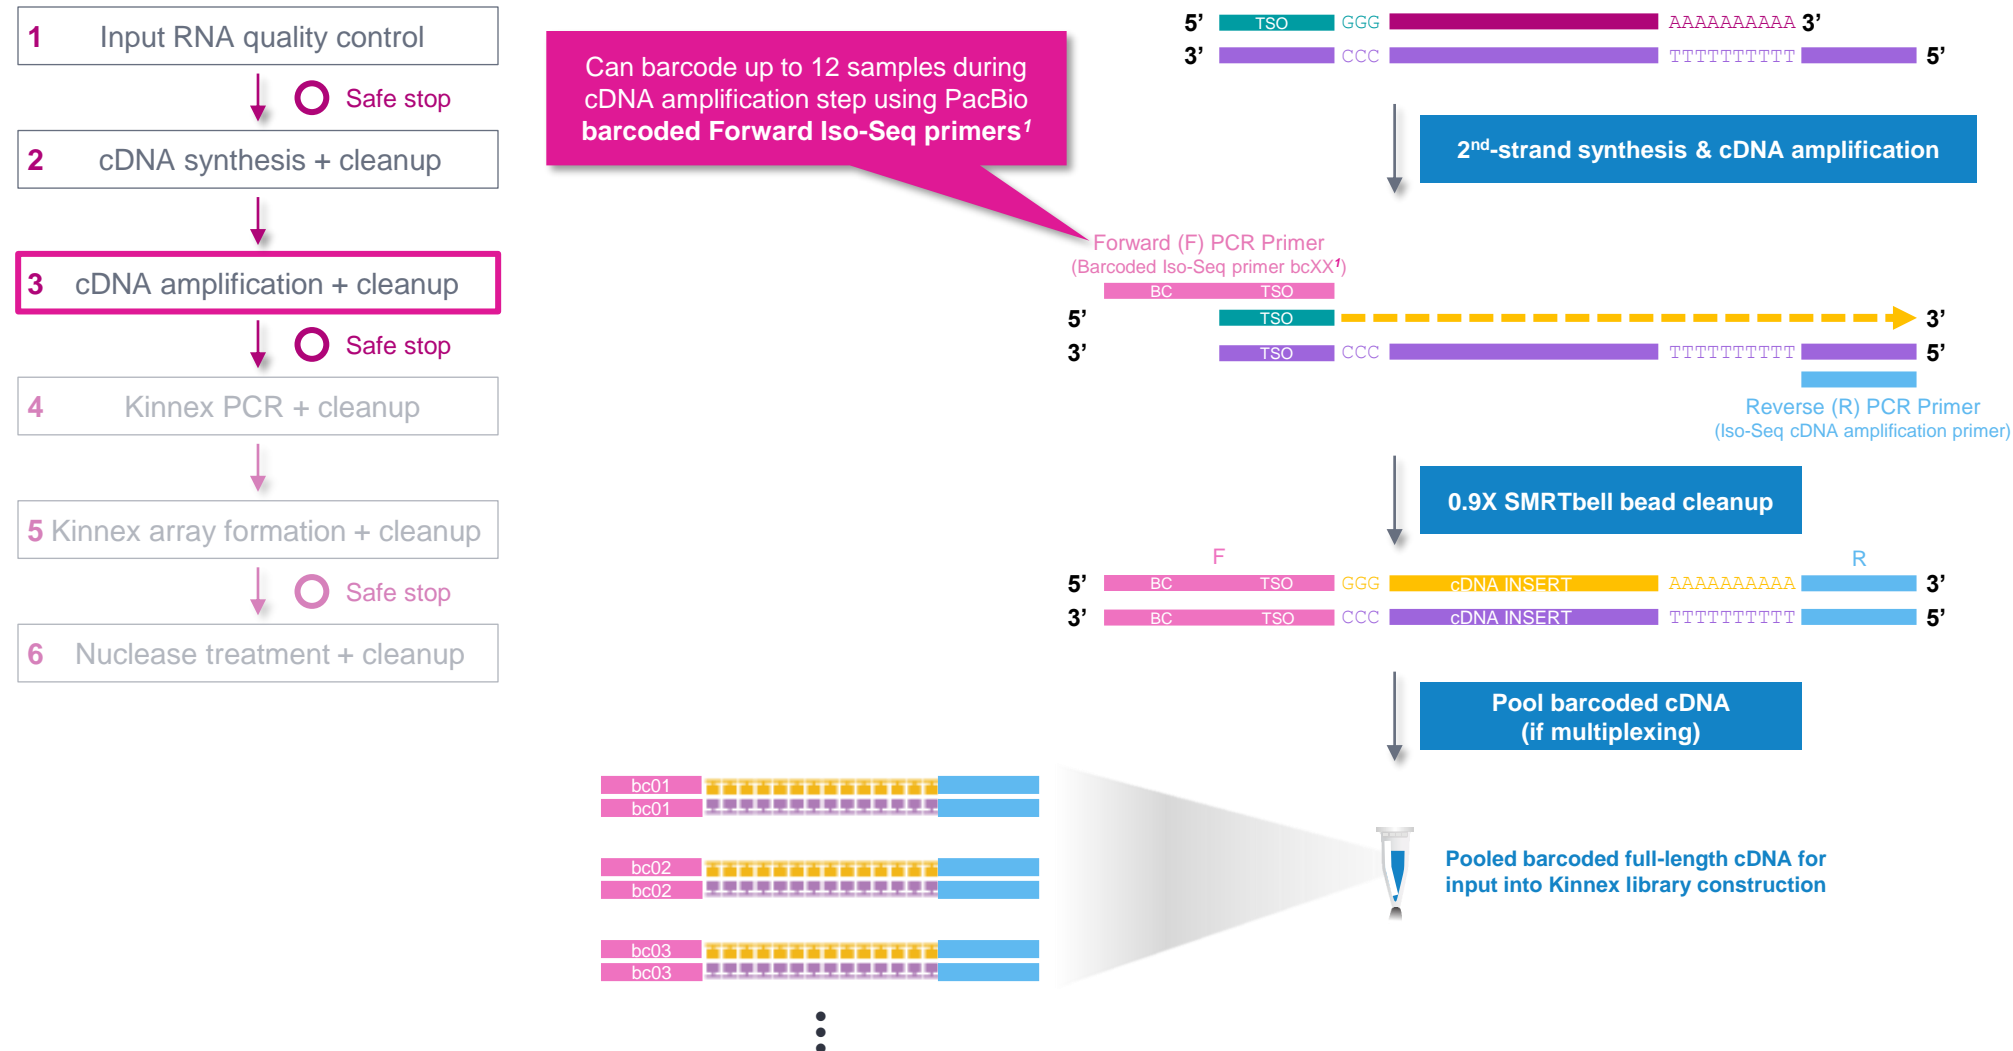 1 Input RNA quality control
Safe stop
2 cDNA synthesis + cleanup
3 cDNA amplification + cleanup
Safe stop
4 Kinnex PCR + cleanup
5 Kinnex array formation + cleanup
Safe stop
6 Nuclease treatment + cleanup
Can barcode up to 12 samples during
cDNA amplification step using PacBio
barcoded Forward Iso-Seq primers¹
5’ TSO GGG AAAAAAAAAA 3’
3’ CCC TTTTTTTTTT 5’
2nd-strand synthesis & cDNA amplification
Forward (F) PCR Primer
(Barcoded Iso-Seq primer bcXX¹)
BC TSO
5’ TSO 3’
3’ TSO CCC TTTTTTTTTT 5’
Reverse (R) PCR Primer
(Iso-Seq cDNA amplification primer)
0.9X SMRTbell bead cleanup
F R
5’ BC TSO GGG cDNA INSERT AAAAAAAAAA 3’
3’ BC TSO CCC cDNA INSERT TTTTTTTTTT 5’
Pool barcoded cDNA
(if multiplexing)
bc01
bc01
bc02
bc02
bc03
bc03
Pooled barcoded full-length cDNA for
input into Kinnex library construction